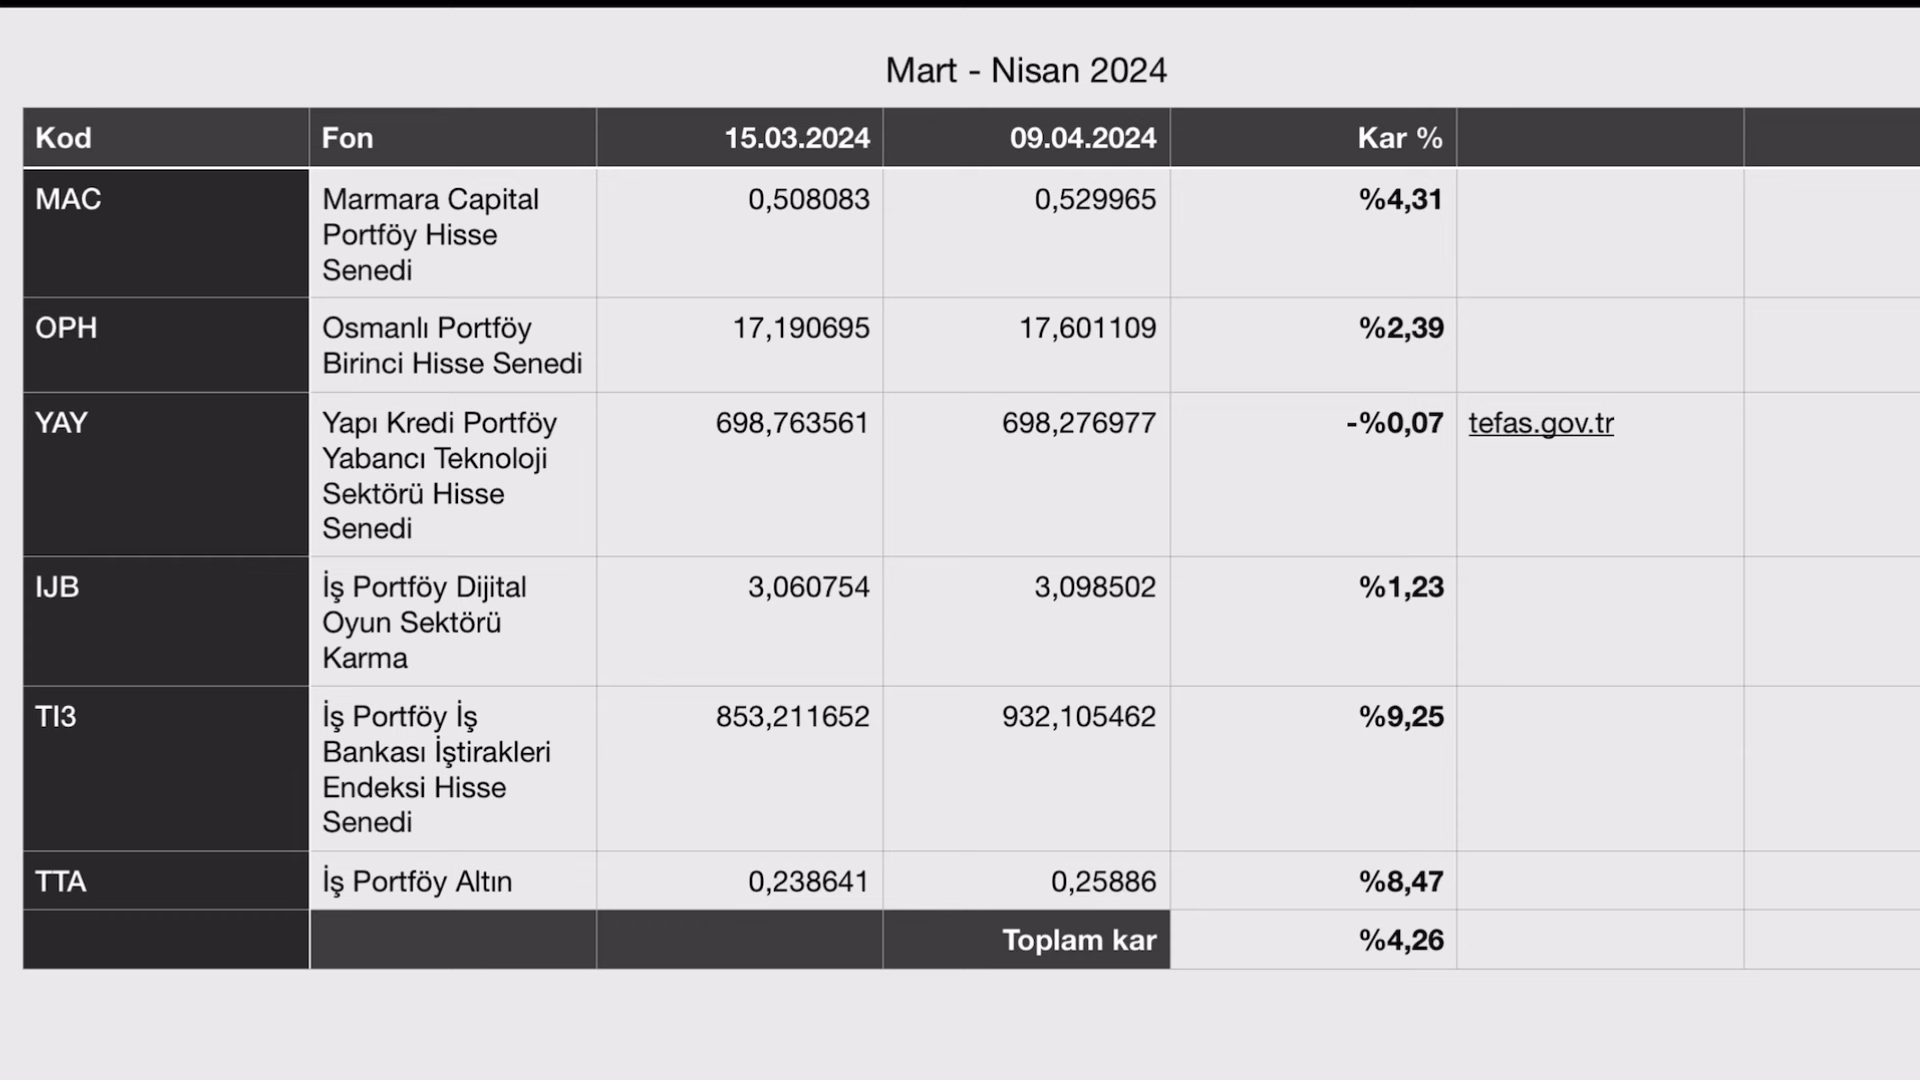 Mart - Nisan 2024
Kod Fon 15.03.2024 09.04.2024 Kar %
MAC Marmara Capital 0,508083 0,529965 %4,31
Portföy Hisse
Senedi
OPH Osmanlı Portföy 17,190695 17,601109 %2,39
Birinci Hisse Senedi
YAY Yapı Kredi Portföy 698,763561 698,276977 -%0,07 tefas.gov.tr
Yabancı Teknoloji
Sektörü Hisse
Senedi
IJB İş Portföy Dijital 3,060754 3,098502 %1,23
Oyun Sektörü
Karma
TI3 İş Portföy İş 853,211652 932,105462 %9,25
Bankası İştirakleri
Endeksi Hisse
Senedi
TTA İş Portföy Altın 0,238641 0,25886 %8,47
Toplam kar %4,26